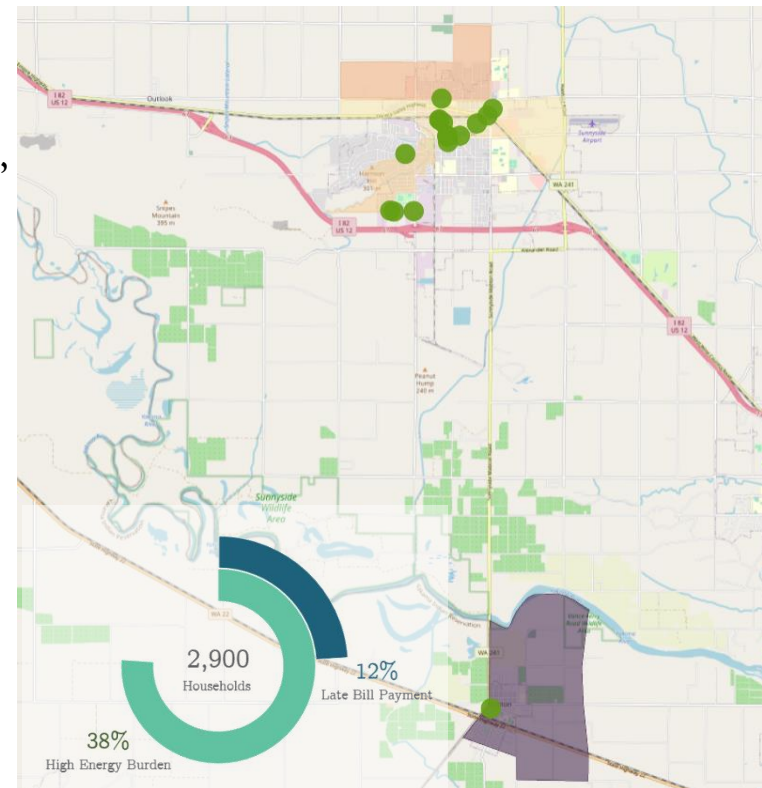 ,
I 82
US 12
Outlook
Sunnyside
Airport
WA 241
Snipes
Mountain
395 m
I 82
US 12
Alexander Road
I 82
US 12
Peanut
Hump
240 m
Sunnyside
Wildlife
Area
WA 22
WA 241
2,900
Households
12%
Late Bill Payment
38%
High Energy Burden